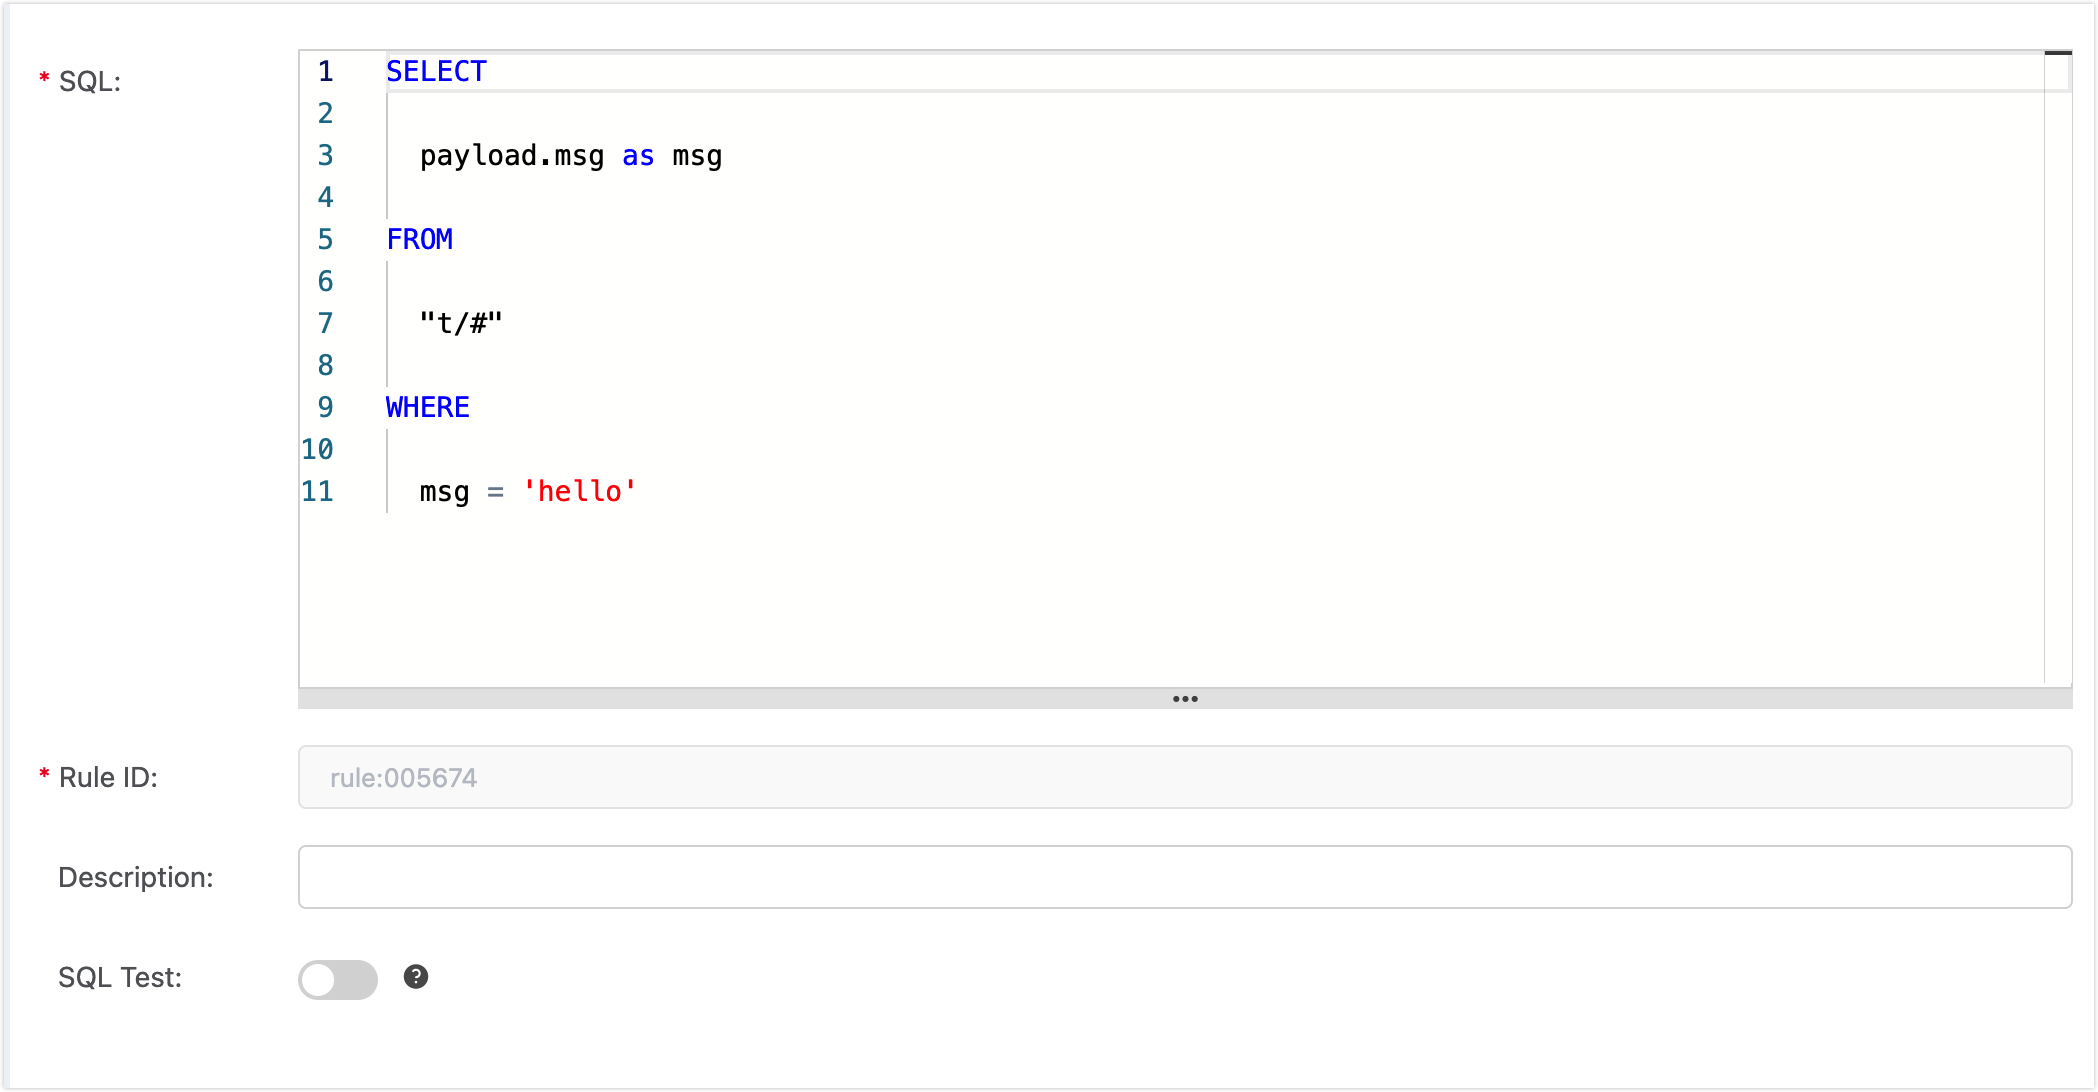 * SQL:
1 SELECT
2
3 payload.msg as msg
4
5 FROM
6
7 "t/#"
8
9 WHERE
10
11 msg = 'hello'
•••
* Rule ID: rule:005674
Description:
SQL Test: ?